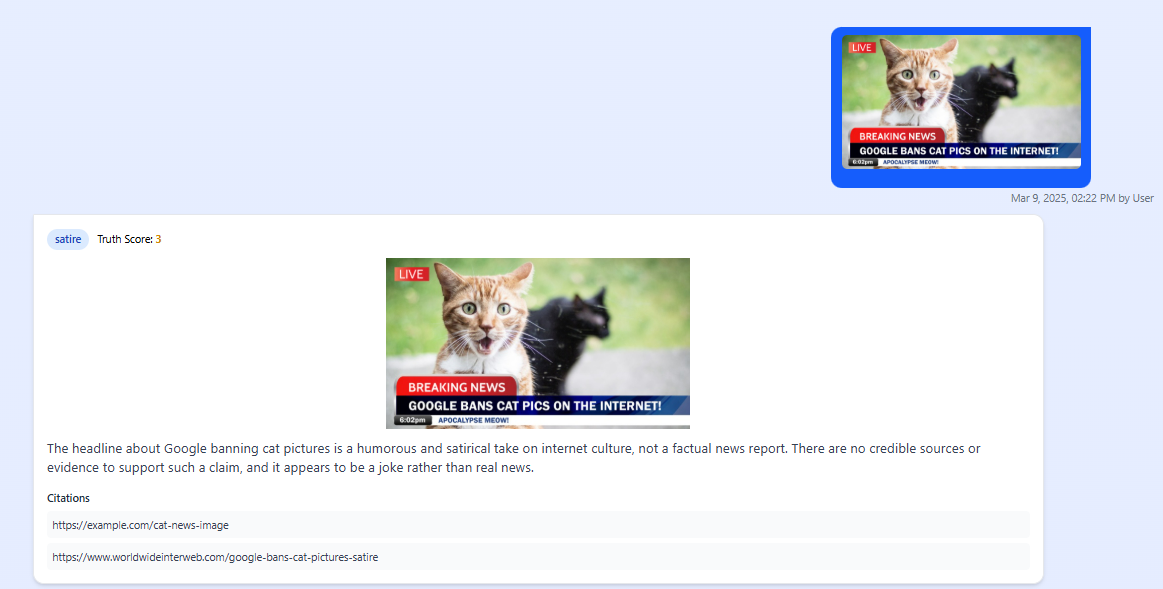 LIVE
BREAKING NEWS
GOOGLE BANS CAT PICS ON THE INTERNET!
6:02pm APOCALYPSE MEOW!
Mar 9, 2025, 02:22 PM by User
satire Truth Score: 3
LIVE
BREAKING NEWS
GOOGLE BANS CAT PICS ON THE INTERNET!
6:02pm APOCALYPSE MEOW!
The headline about Google banning cat pictures is a humorous and satirical take on internet culture, not a factual news report. There are no credible sources or
evidence to support such a claim, and it appears to be a joke rather than real news.
Citations
https://example.com/cat-news-image
https://www.worldwideinterweb.com/google-bans-cat-pictures-satire